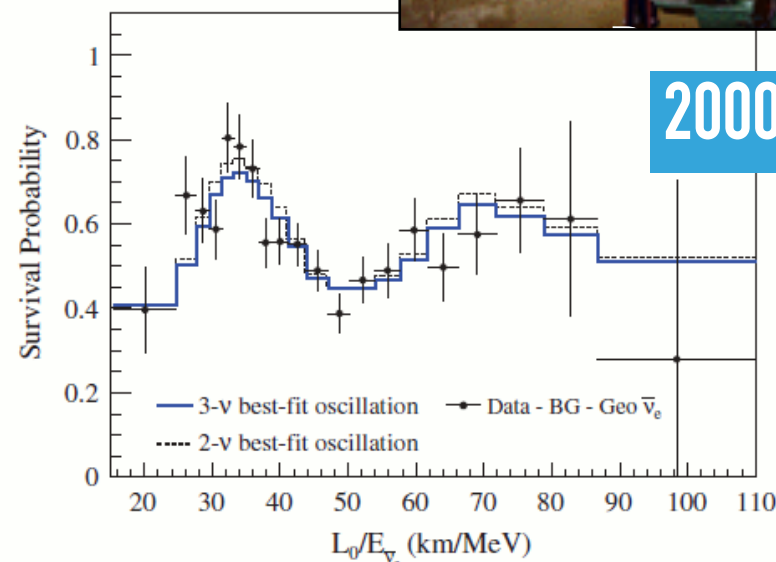 2000
1
0.8
0.6
0.4
0.2
0
Survival Probability
3-ν best-fit oscillation
Data - BG - Geo ν̅e
2-ν best-fit oscillation
20 30 40 50 60 70 80 90 100 110
L0/Eν̅e (km/MeV)